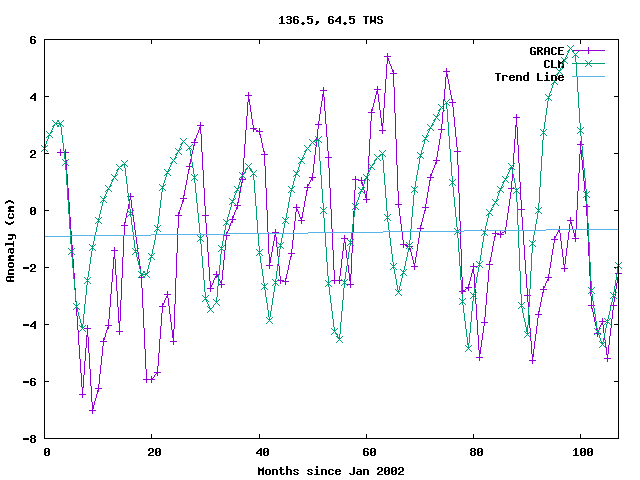 136.5, 64.5 TWS
GRACE
CLM
Trend Line
6
4
2
0
-2
-4
-6
-8
Anomaly (cm)
0 20 40 60 80 100
Months since Jan 2002